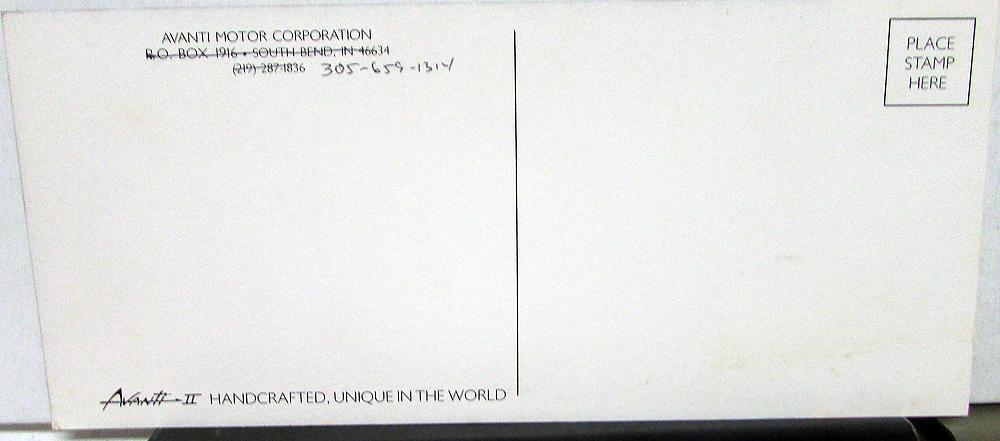 AVANTI MOTOR CORPORATION
P.O. BOX 1916 • SOUTH BEND, IN 46634
(219) 287-1836 305-659-1314
PLACE
STAMP
HERE
Avanti-II HANDCRAFTED, UNIQUE IN THE WORLD